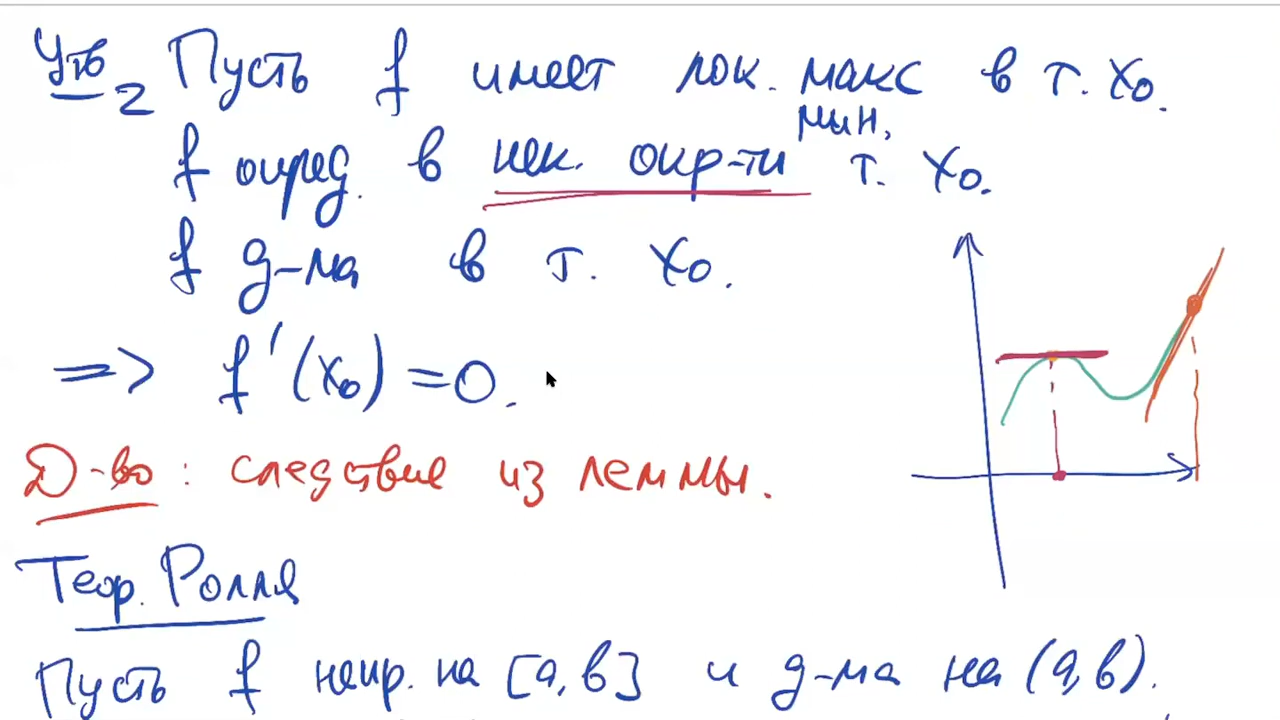 Утв 2 Пусть f имеет лок. макс в т. x₀.
мин.
f опред. в нек. окр-ти т. x₀.
f д-ма в т. x₀.
=> f'(x₀) = 0.
Д-во: следствие из леммы.
Теор. Ролля
Пусть f непр. на [a, b] и д-ма на (a, b).